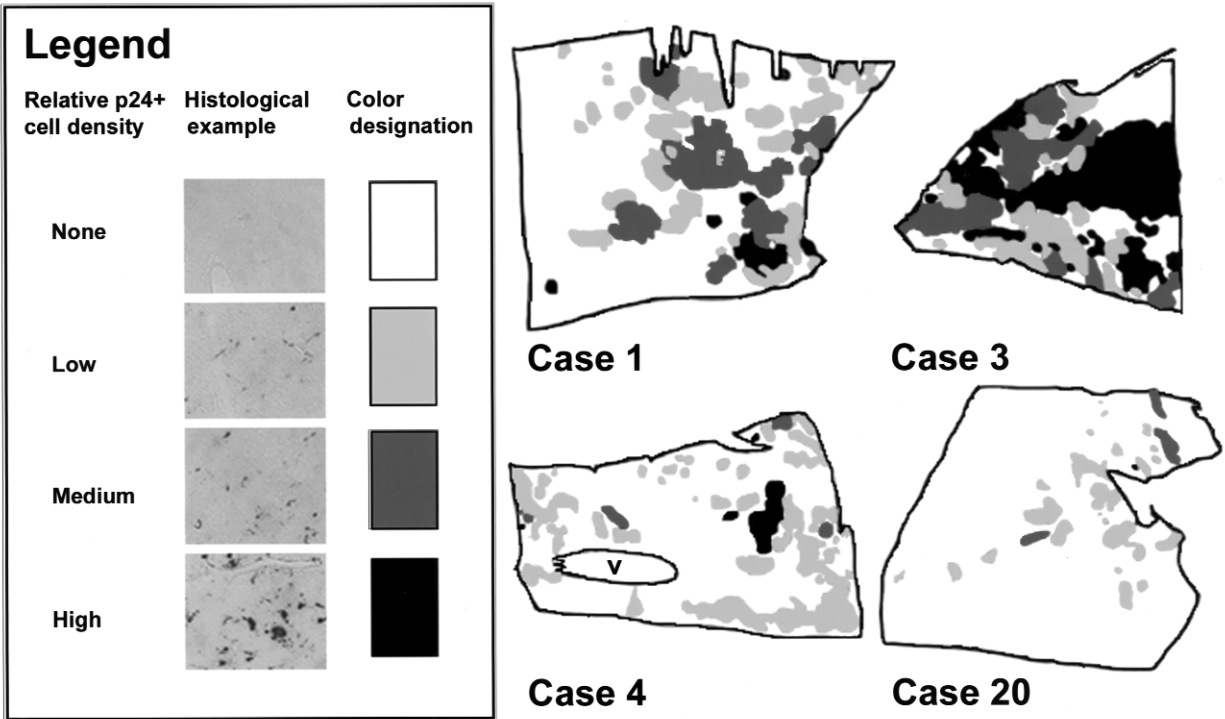 Legend
Relative p24+ Histological Color
cell density example designation
None
Low
Medium
High
Case 1
Case 3
V
Case 4
Case 20